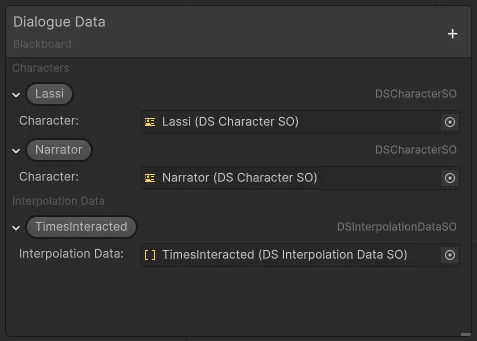 Dialogue Data
Blackboard
+
Characters
Lassi DSCharacterSO
Character: Lassi (DS Character SO)
Narrator DSCharacterSO
Character: Narrator (DS Character SO)
Interpolation Data
TimesInteracted DSInterpolationDataSO
Interpolation Data: TimesInteracted (DS Interpolation Data SO)